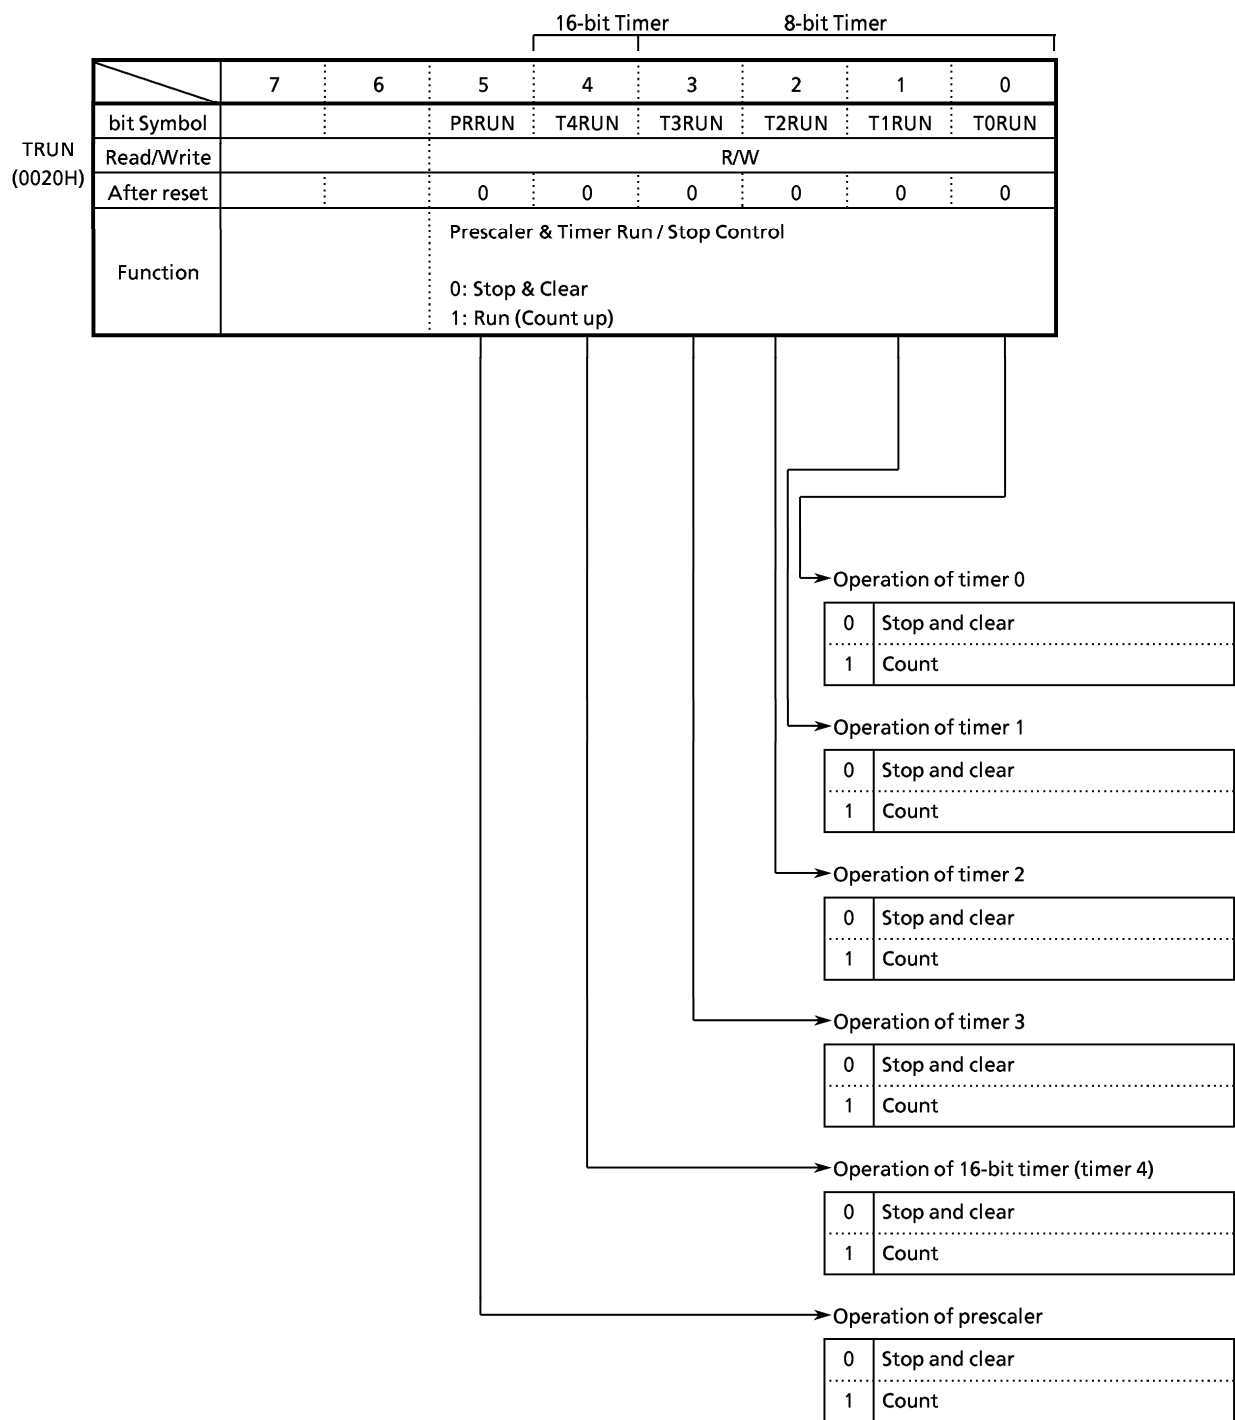 16-bit Timer 8-bit Timer
7 6 5 4 3 2 1 0
bit Symbol PRRUN T4RUN T3RUN T2RUN T1RUN T0RUN
TRUN
(0020H)
Read/Write R/W
After reset 0 0 0 0 0 0
Function
Prescaler & Timer Run / Stop Control
0: Stop & Clear
1: Run (Count up)
Operation of timer 0
0 Stop and clear
1 Count
Operation of timer 1
0 Stop and clear
1 Count
Operation of timer 2
0 Stop and clear
1 Count
Operation of timer 3
0 Stop and clear
1 Count
Operation of 16-bit timer (timer 4)
0 Stop and clear
1 Count
Operation of prescaler
0 Stop and clear
1 Count